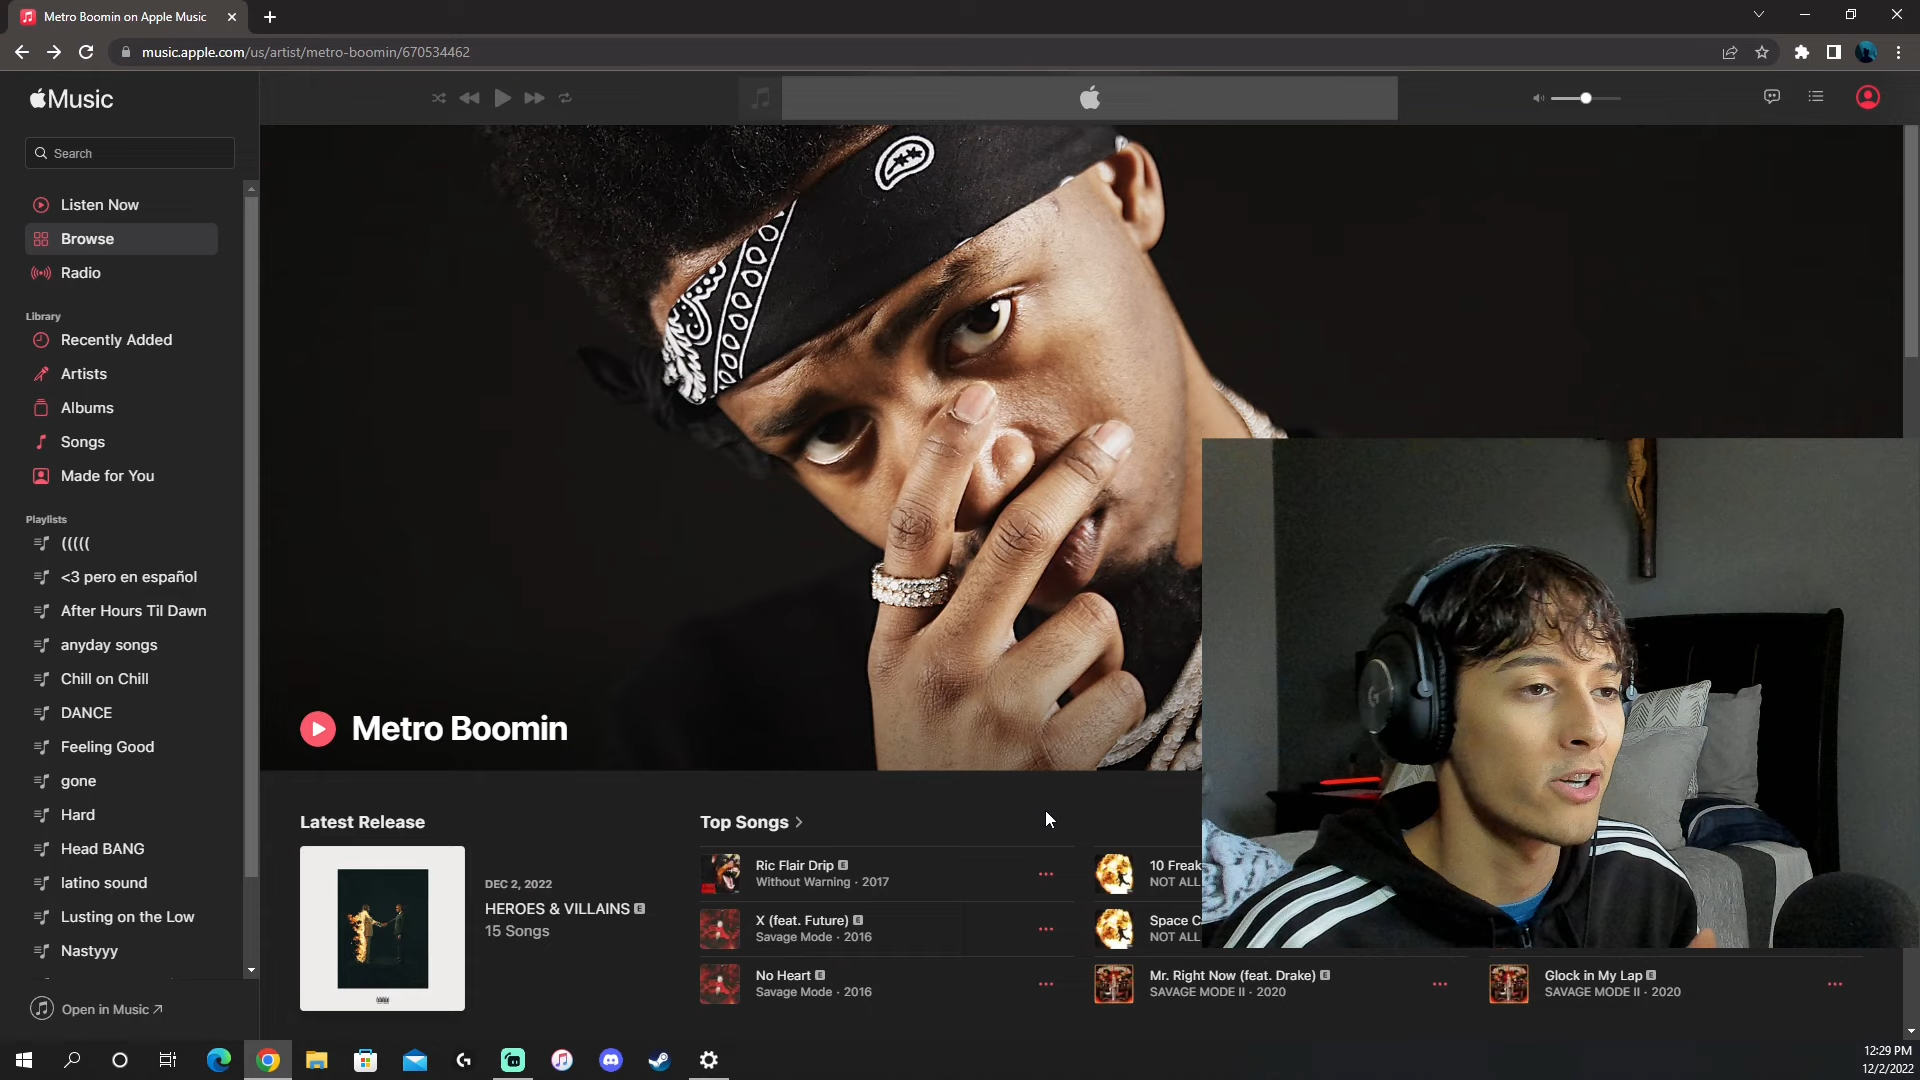 Metro Boomin on Apple Music
music.apple.com/us/artist/metro-boomin/670534462
Music
Search
Listen Now
Browse
Radio
Library
Recently Added
Artists
Albums
Songs
Made for You
Playlists
(((((
<3 pero en español
After Hours Til Dawn
anyday songs
Chill on Chill
DANCE
Feeling Good
gone
Hard
Head BANG
latino sound
Lusting on the Low
Nastyyy
Open in Music ↗
Metro Boomin
Latest Release
DEC 2, 2022
HEROES & VILLAINS E
15 Songs
Top Songs >
Ric Flair Drip E
Without Warning · 2017
X (feat. Future) E
Savage Mode · 2016
No Heart E
Savage Mode · 2016
10 Freak
NOT ALL
Space C
NOT ALL
Mr. Right Now (feat. Drake) E
SAVAGE MODE II · 2020
Glock in My Lap E
SAVAGE MODE II · 2020
12:29 PM
12/2/2022